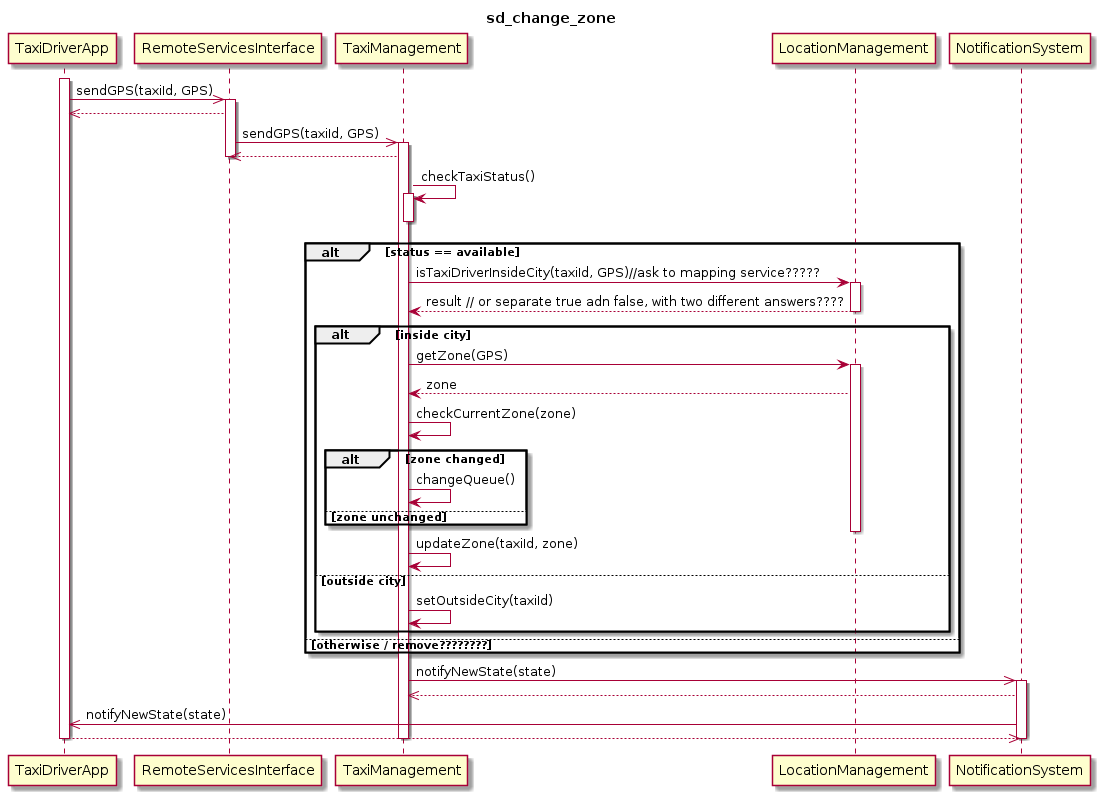 sd_change_zone
TaxiDriverApp RemoteServicesInterface TaxiManagement LocationManagement NotificationSystem
sendGPS(taxiId, GPS)
sendGPS(taxiId, GPS)
checkTaxiStatus()
alt [status == available]
isTaxiDriverInsideCity(taxiId, GPS)//ask to mapping service?????
result // or separate true adn false, with two different answers????
alt [inside city]
getZone(GPS)
zone
checkCurrentZone(zone)
alt [zone changed]
changeQueue()
[zone unchanged]
updateZone(taxiId, zone)
[outside city]
setOutsideCity(taxiId)
[otherwise / remove????????]
notifyNewState(state)
notifyNewState(state)
TaxiDriverApp RemoteServicesInterface TaxiManagement LocationManagement NotificationSystem